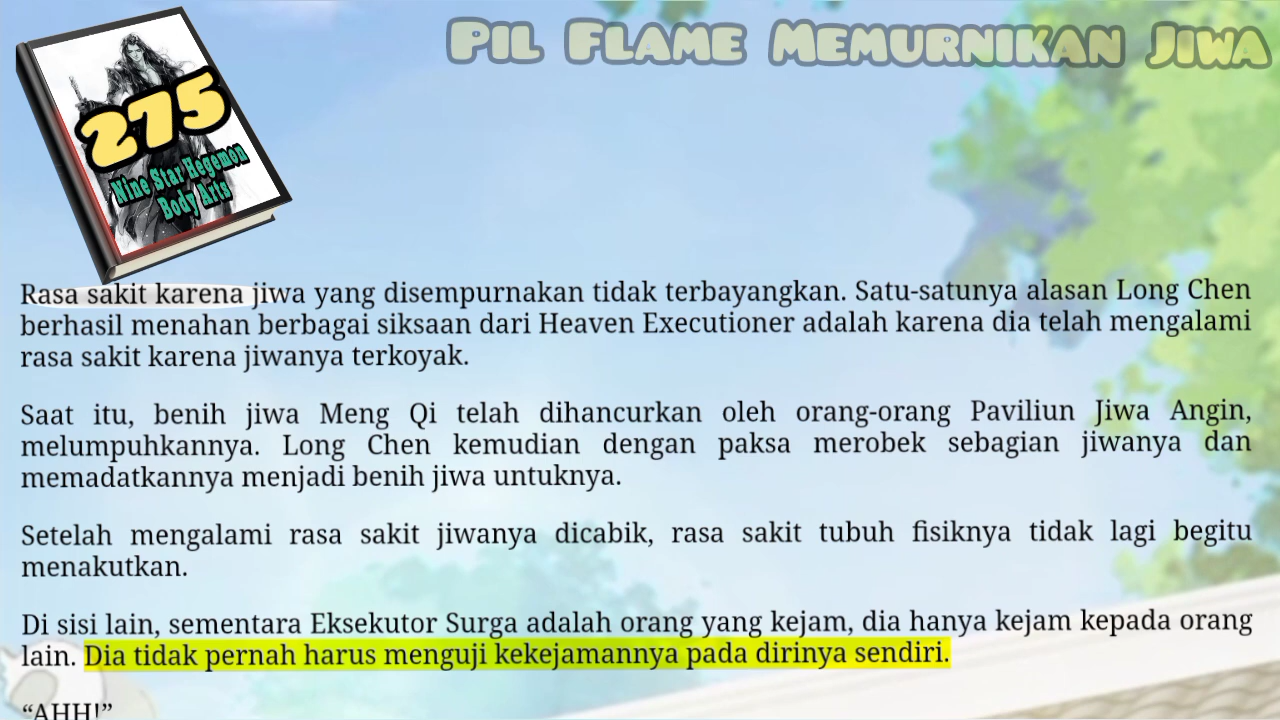 Pil Flame Memurnikan Jiwa
275
Nine Star Hegemon
Body Arts
Rasa sakit karena jiwa yang disempurnakan tidak terbayangkan. Satu-satunya alasan Long Chen
berhasil menahan berbagai siksaan dari Heaven Executioner adalah karena dia telah mengalami
rasa sakit karena jiwanya terkoyak.
Saat itu, benih jiwa Meng Qi telah dihancurkan oleh orang-orang Paviliun Jiwa Angin,
melumpuhkannya. Long Chen kemudian dengan paksa merobek sebagian jiwanya dan
memadatkannya menjadi benih jiwa untuknya.
Setelah mengalami rasa sakit jiwanya dicabik, rasa sakit tubuh fisiknya tidak lagi begitu
menakutkan.
Di sisi lain, sementara Eksekutor Surga adalah orang yang kejam, dia hanya kejam kepada orang
lain. Dia tidak pernah harus menguji kekejamannya pada dirinya sendiri.
“AHH!”